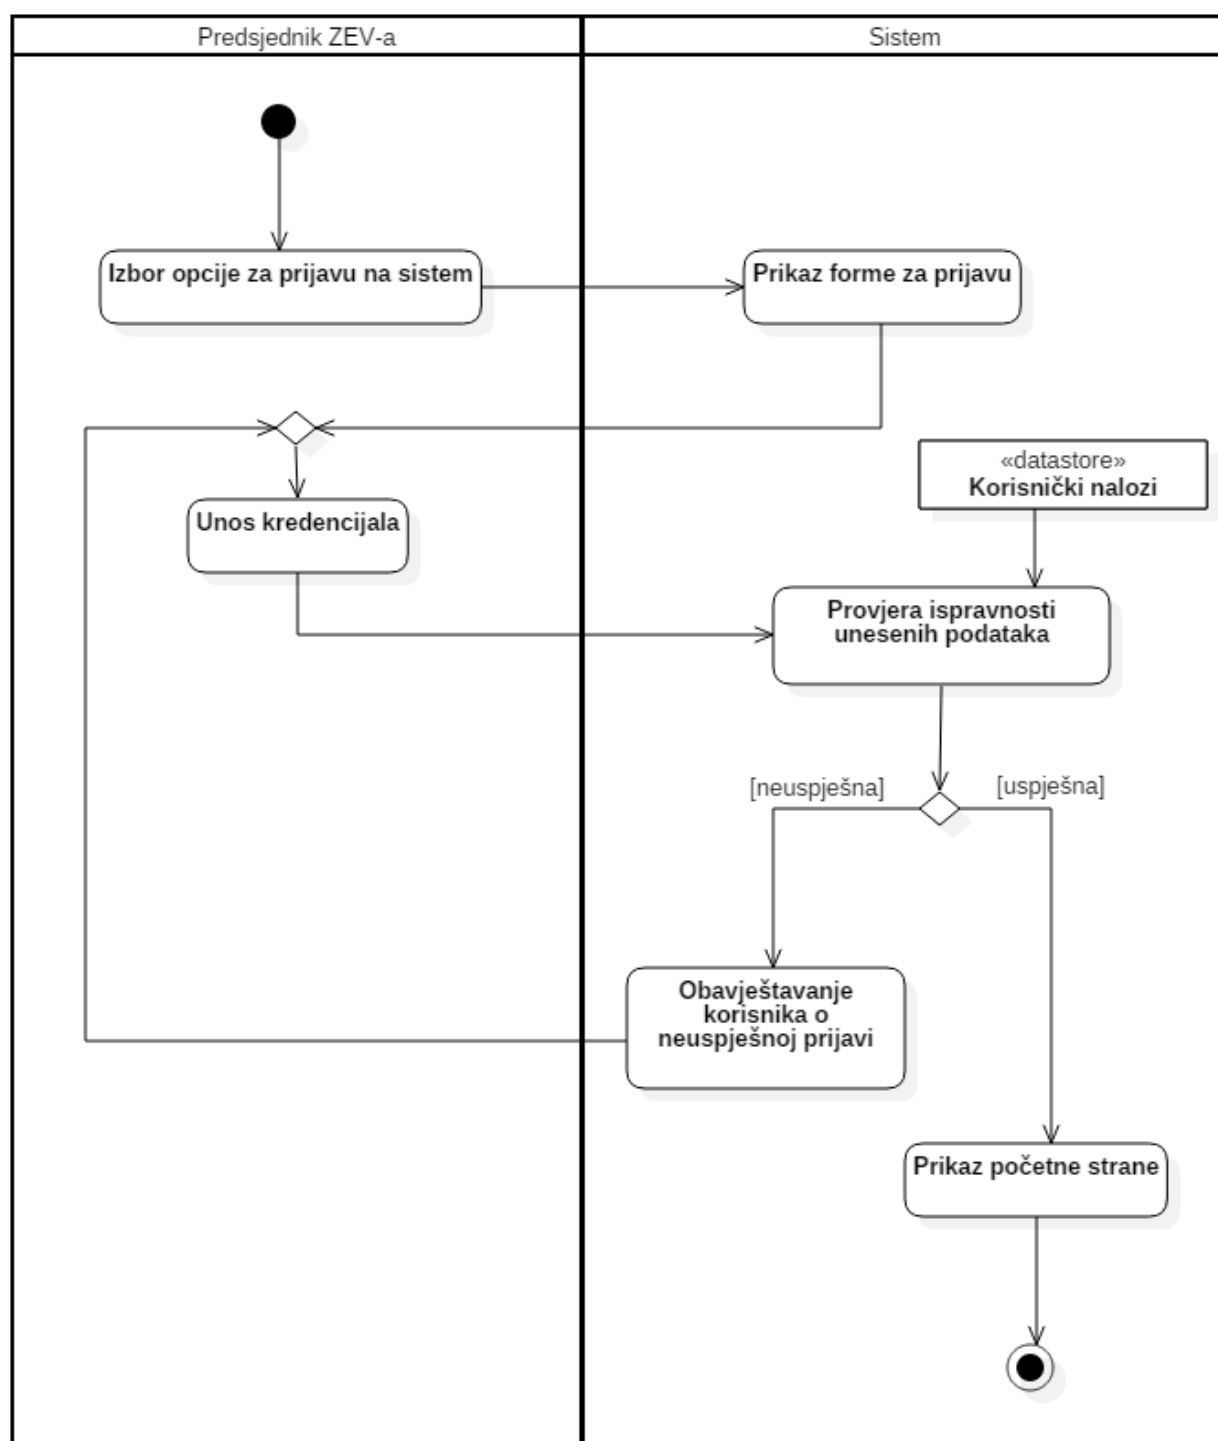 Predsjednik ZEV-a
Sistem
Izbor opcije za prijavu na sistem
Prikaz forme za prijavu
«datastore»
Korisnički nalozi
Unos kredencijala
Provjera ispravnosti
unesenih podataka
[neuspješna]
[uspješna]
Obavještavanje
korisnika o
neuspješnoj prijavi
Prikaz početne strane